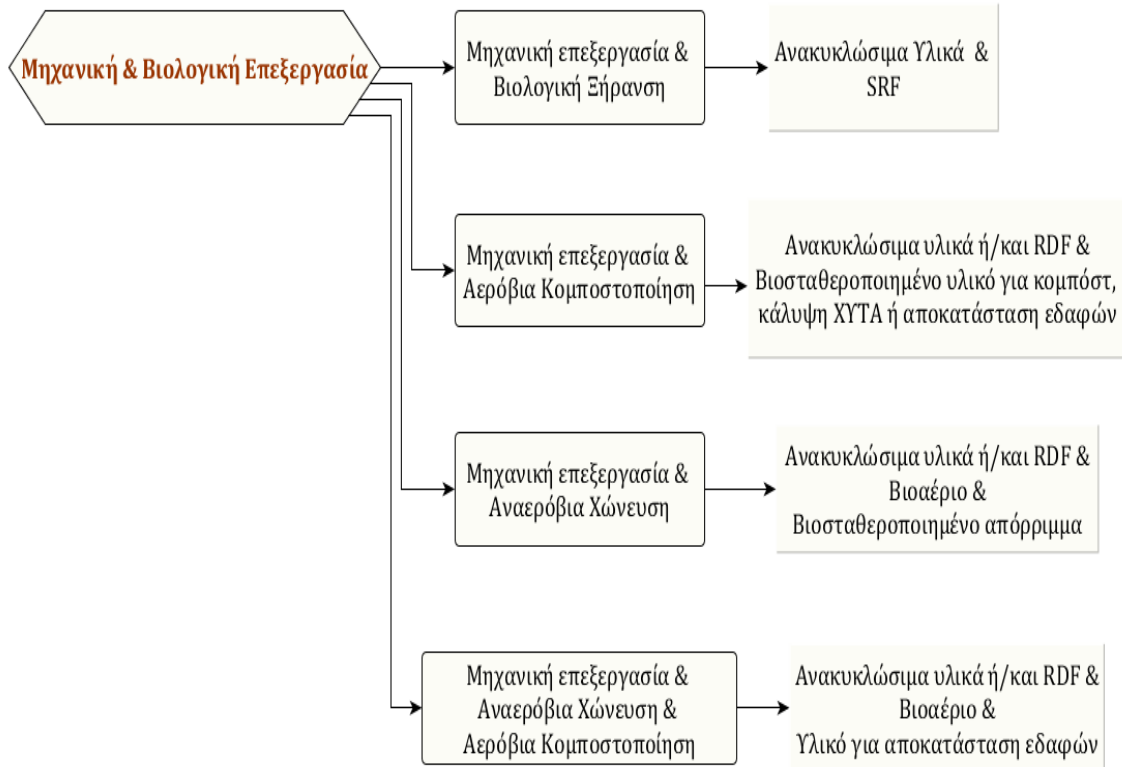 Μηχανική & Βιολογική Επεξεργασία
Μηχανική επεξεργασία &
Βιολογική Ξήρανση
Ανακυκλώσιμα Υλικά &
SRF
Μηχανική επεξεργασία &
Αερόβια Κομποστοποίηση
Ανακυκλώσιμα υλικά ή/και RDF &
Βιοσταθεροποιημένο υλικό για κομπόστ,
κάλυψη ΧΥΤΑ ή αποκατάσταση εδαφών
Μηχανική επεξεργασία &
Αναερόβια Χώνευση
Ανακυκλώσιμα υλικά ή/και RDF &
Βιοαέριο &
Βιοσταθεροποιημένο απόρριμμα
Μηχανική επεξεργασία &
Αναερόβια Χώνευση &
Αερόβια Κομποστοποίηση
Ανακυκλώσιμα υλικά ή/και RDF &
Βιοαέριο &
Υλικό για αποκατάσταση εδαφών